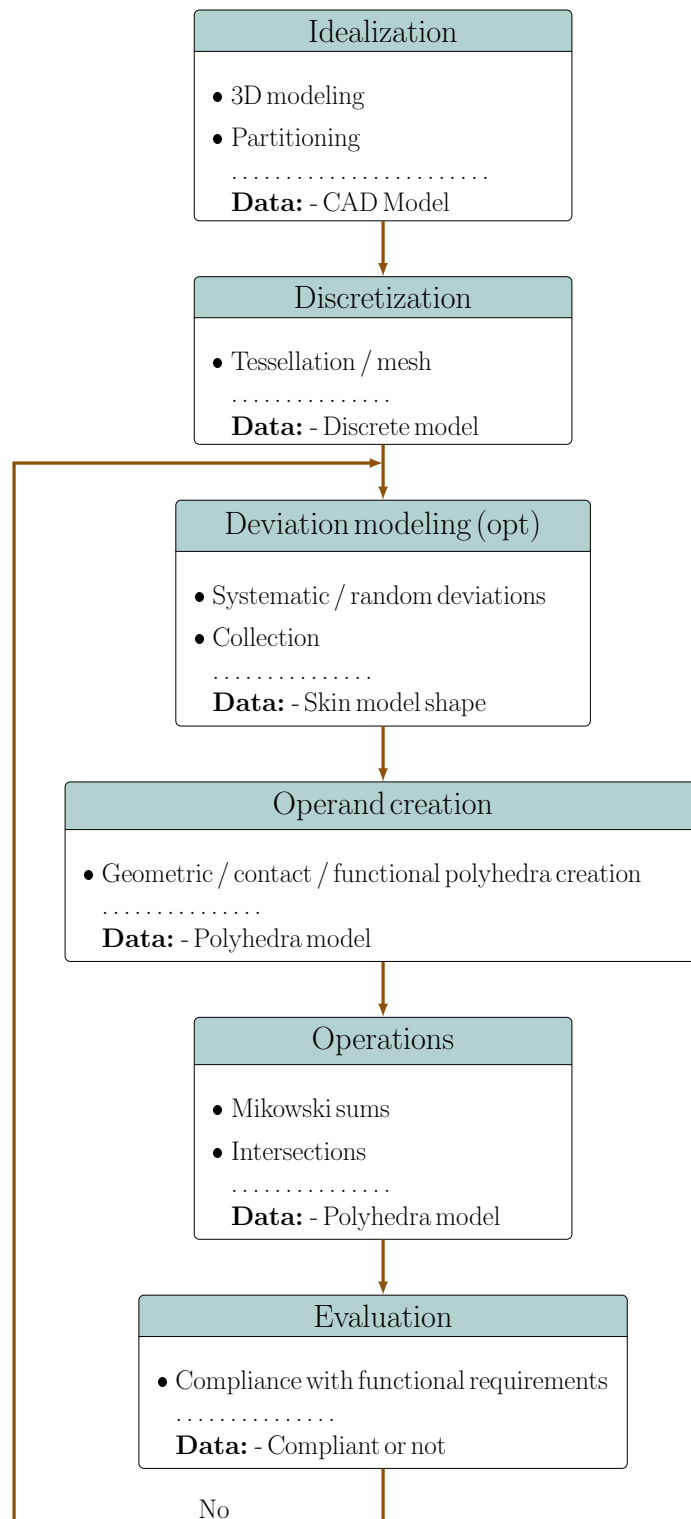 Idealization
• 3D modeling
• Partitioning
........................
Data: - CAD Model
Discretization
• Tessellation / mesh
...............
Data: - Discrete model
Deviation modeling (opt)
• Systematic / random deviations
• Collection
...............
Data: - Skin model shape
Operand creation
• Geometric / contact / functional polyhedra creation
...............
Data: - Polyhedra model
Operations
• Mikowski sums
• Intersections
...............
Data: - Polyhedra model
Evaluation
• Compliance with functional requirements
...............
Data: - Compliant or not
No